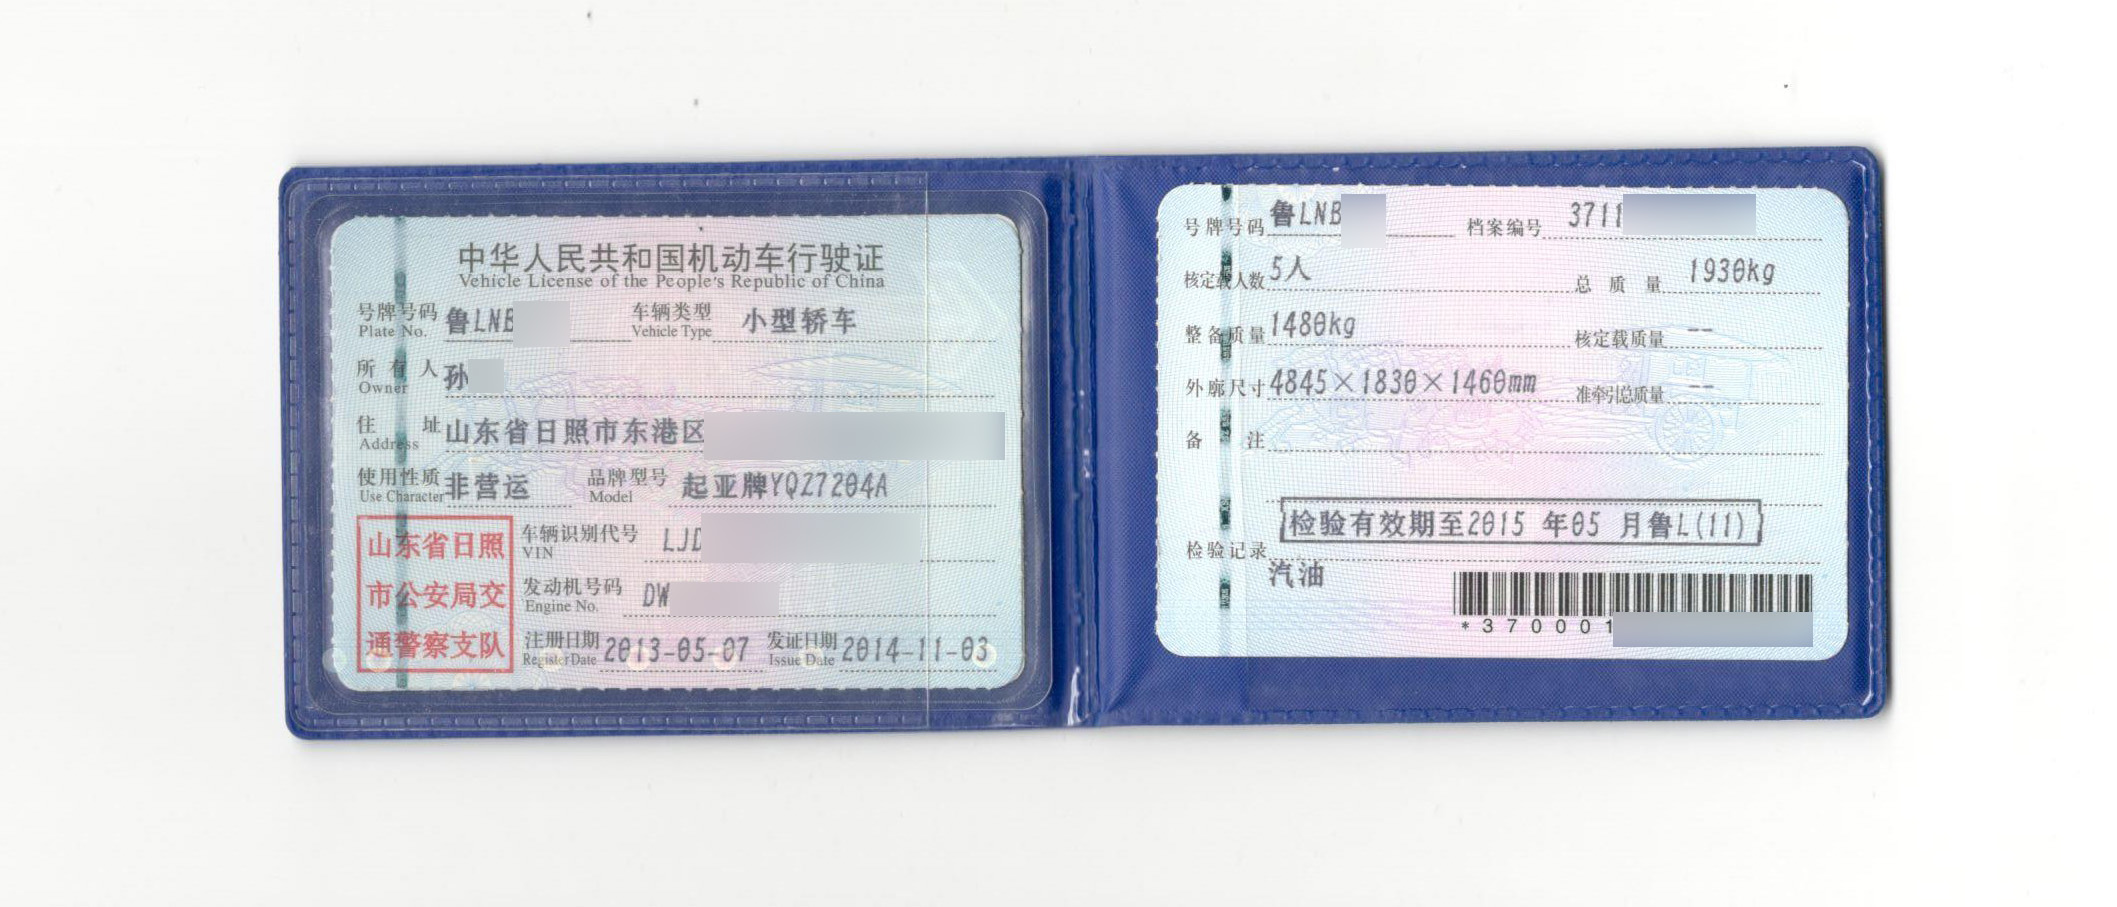 中华人民共和国机动车行驶证
Vehicle License of the People's Republic of China
号牌号码 鲁LNB 车辆类型 小型轿车
Plate No. Vehicle Type
所有人 孙
Owner
住址 山东省日照市东港区
Address
使用性质 非营运 品牌型号 起亚牌YQZ7204A
Use Character Model
山东省日照
市公安局交
通警察支队
车辆识别代号 LJD
VIN
发动机号码 DW
Engine No.
注册日期 2013-05-07 发证日期 2014-11-03
Register Date Issue Date
号牌号码 鲁LNB 档案编号 3711
核定载人数 5人 总质量 1930kg
整备质量 1480kg 核定载质量 --
外廓尺寸 4845×1830×1460mm 准牵引总质量 --
备注
检验有效期至2015 年05 月鲁L(11)
检验记录
汽油
*370001